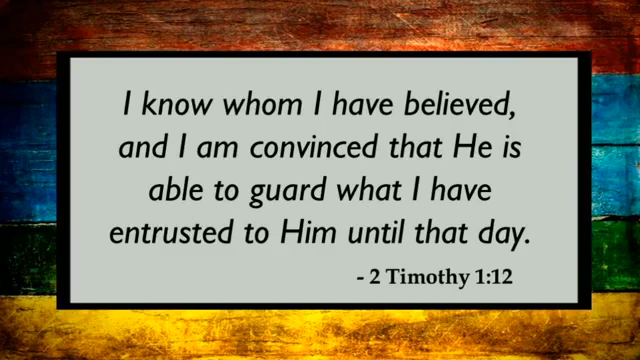 I know whom I have believed,
and I am convinced that He is
able to guard what I have
entrusted to Him until that day.
- 2 Timothy 1:12